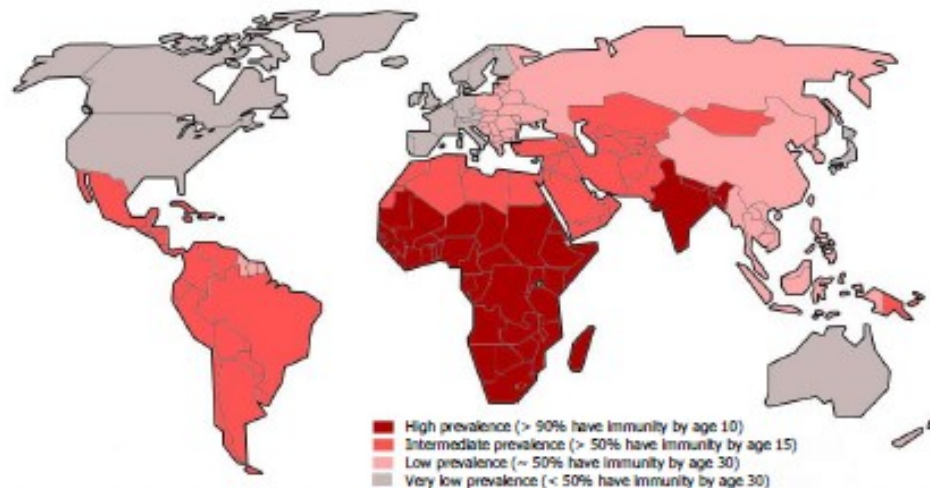 High prevalence (> 90% have immunity by age 10)
Intermediate prevalence (> 50% have immunity by age 15)
Low prevalence (~ 50% have immunity by age 30)
Very low prevalence (< 50% have immunity by age 30)